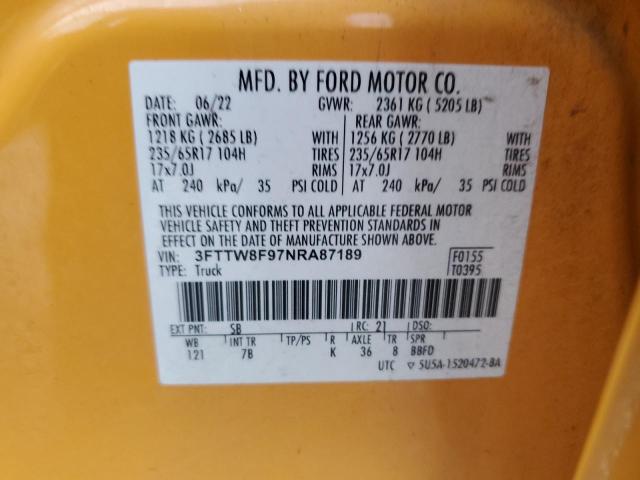 MFD. BY FORD MOTOR CO.
DATE: 06/22 GVWR: 2361 KG ( 5205 LB)
FRONT GAWR: REAR GAWR:
1218 KG ( 2685 LB) WITH 1256 KG ( 2770 LB) WITH
235/65R17 104H TIRES 235/65R17 104H TIRES
17x7.0J RIMS 17x7.0J RIMS
AT 240 kPa/ 35 PSI COLD AT 240 kPa/ 35 PSI COLD
THIS VEHICLE CONFORMS TO ALL APPLICABLE FEDERAL MOTOR
VEHICLE SAFETY AND THEFT PREVENTION STANDARDS IN
EFFECT ON THE DATE OF MANUFACTURE SHOWN ABOVE.
VIN: 3FTTW8F97NRA87189 F0155
TYPE: Truck T0395
EXT PNT: SB RC: 21 DSO:
WB INT TR TP/PS R AXLE TR SPR
121 7B K 36 8 BBFD
UTC ▽ 5U5A-1520472-BA